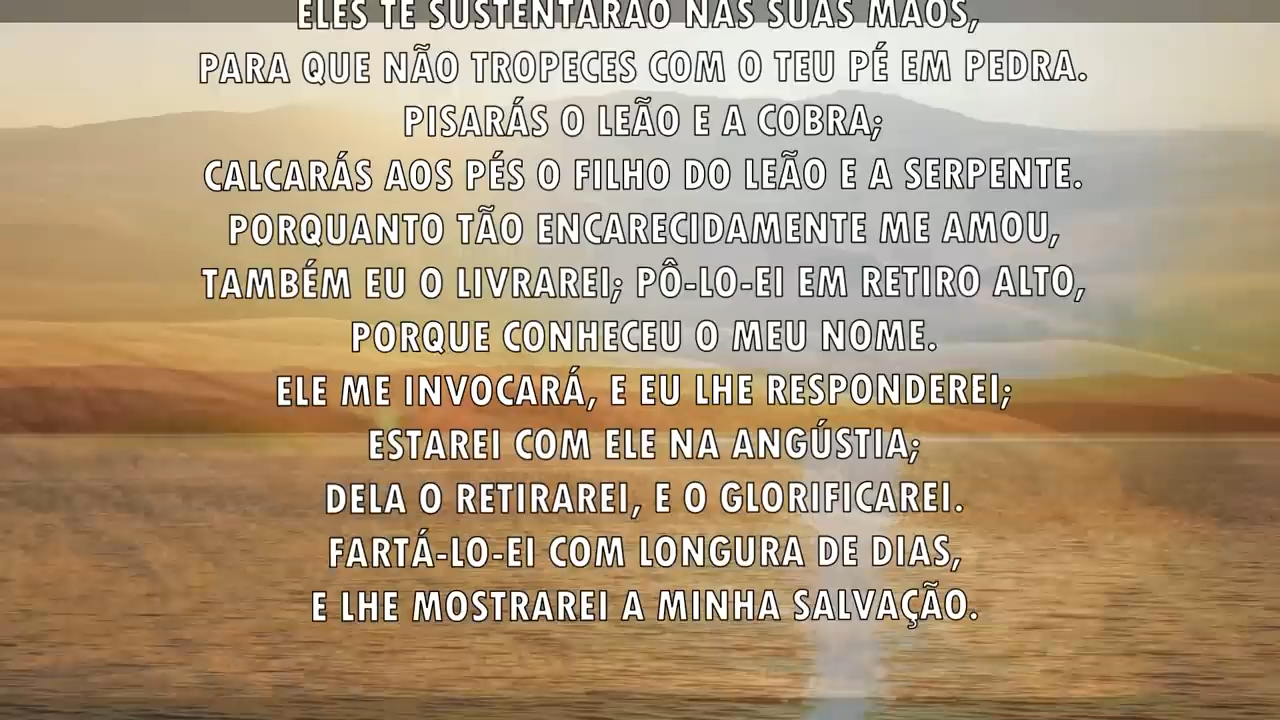 ELES TE SUSTENTARÃO NAS SUAS MÃOS,
PARA QUE NÃO TROPECES COM O TEU PÉ EM PEDRA.
PISARÁS O LEÃO E A COBRA;
CALCARÁS AOS PÉS O FILHO DO LEÃO E A SERPENTE.
PORQUANTO TÃO ENCARECIDAMENTE ME AMOU,
TAMBÉM EU O LIVRAREI; PÔ-LO-EI EM RETIRO ALTO,
PORQUE CONHECEU O MEU NOME.
ELE ME INVOCARÁ, E EU LHE RESPONDEREI;
ESTAREI COM ELE NA ANGÚSTIA;
DELA O RETIRAREI, E O GLORIFICAREI.
FARTÁ-LO-EI COM LONGURA DE DIAS,
E LHE MOSTRAREI A MINHA SALVAÇÃO.